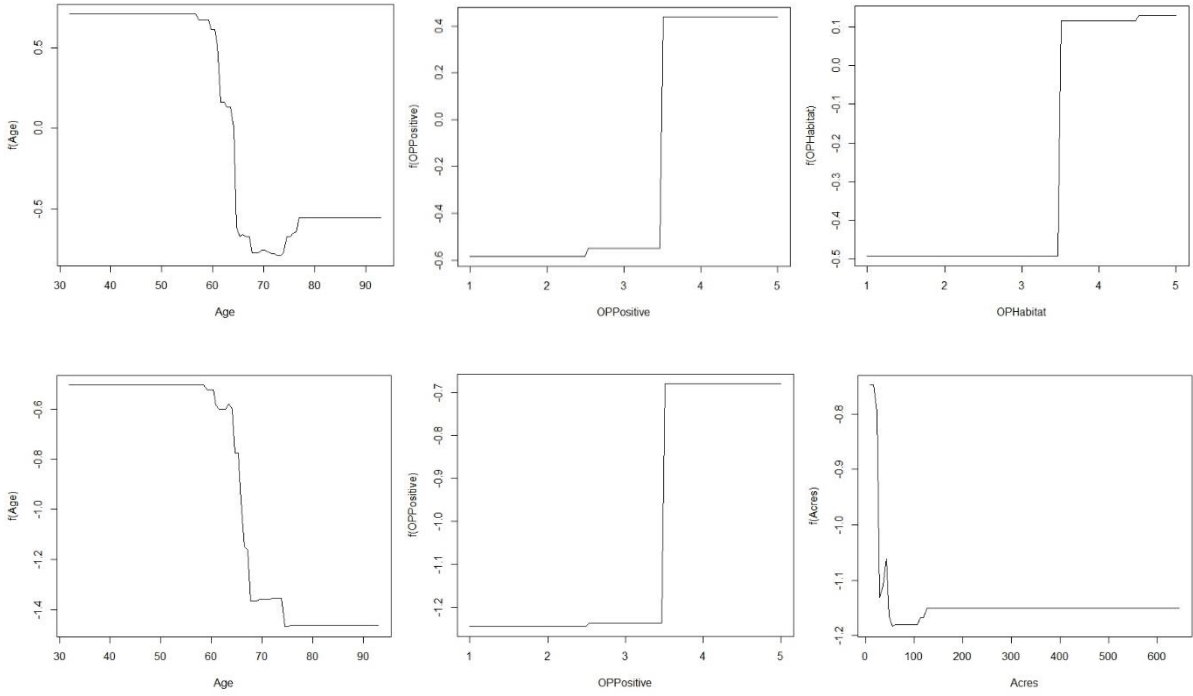 0.5
0.0
-0.5
f(Age)
30 40 50 60 70 80 90
Age
0.4
0.2
0.0
-0.2
-0.4
-0.6
f(OPPositive)
1 2 3 4 5
OPPositive
0.1
0.0
-0.1
-0.2
-0.3
-0.4
-0.5
f(OPHabitat)
1 2 3 4 5
OPHabitat
-0.6
-0.8
-1.0
-1.2
-1.4
f(Age)
30 40 50 60 70 80 90
Age
-0.7
-0.8
-0.9
-1.0
-1.1
-1.2
f(OPPositive)
1 2 3 4 5
OPPositive
-0.8
-0.9
-1.0
-1.1
-1.2
f(Acres)
0 100 200 300 400 500 600
Acres